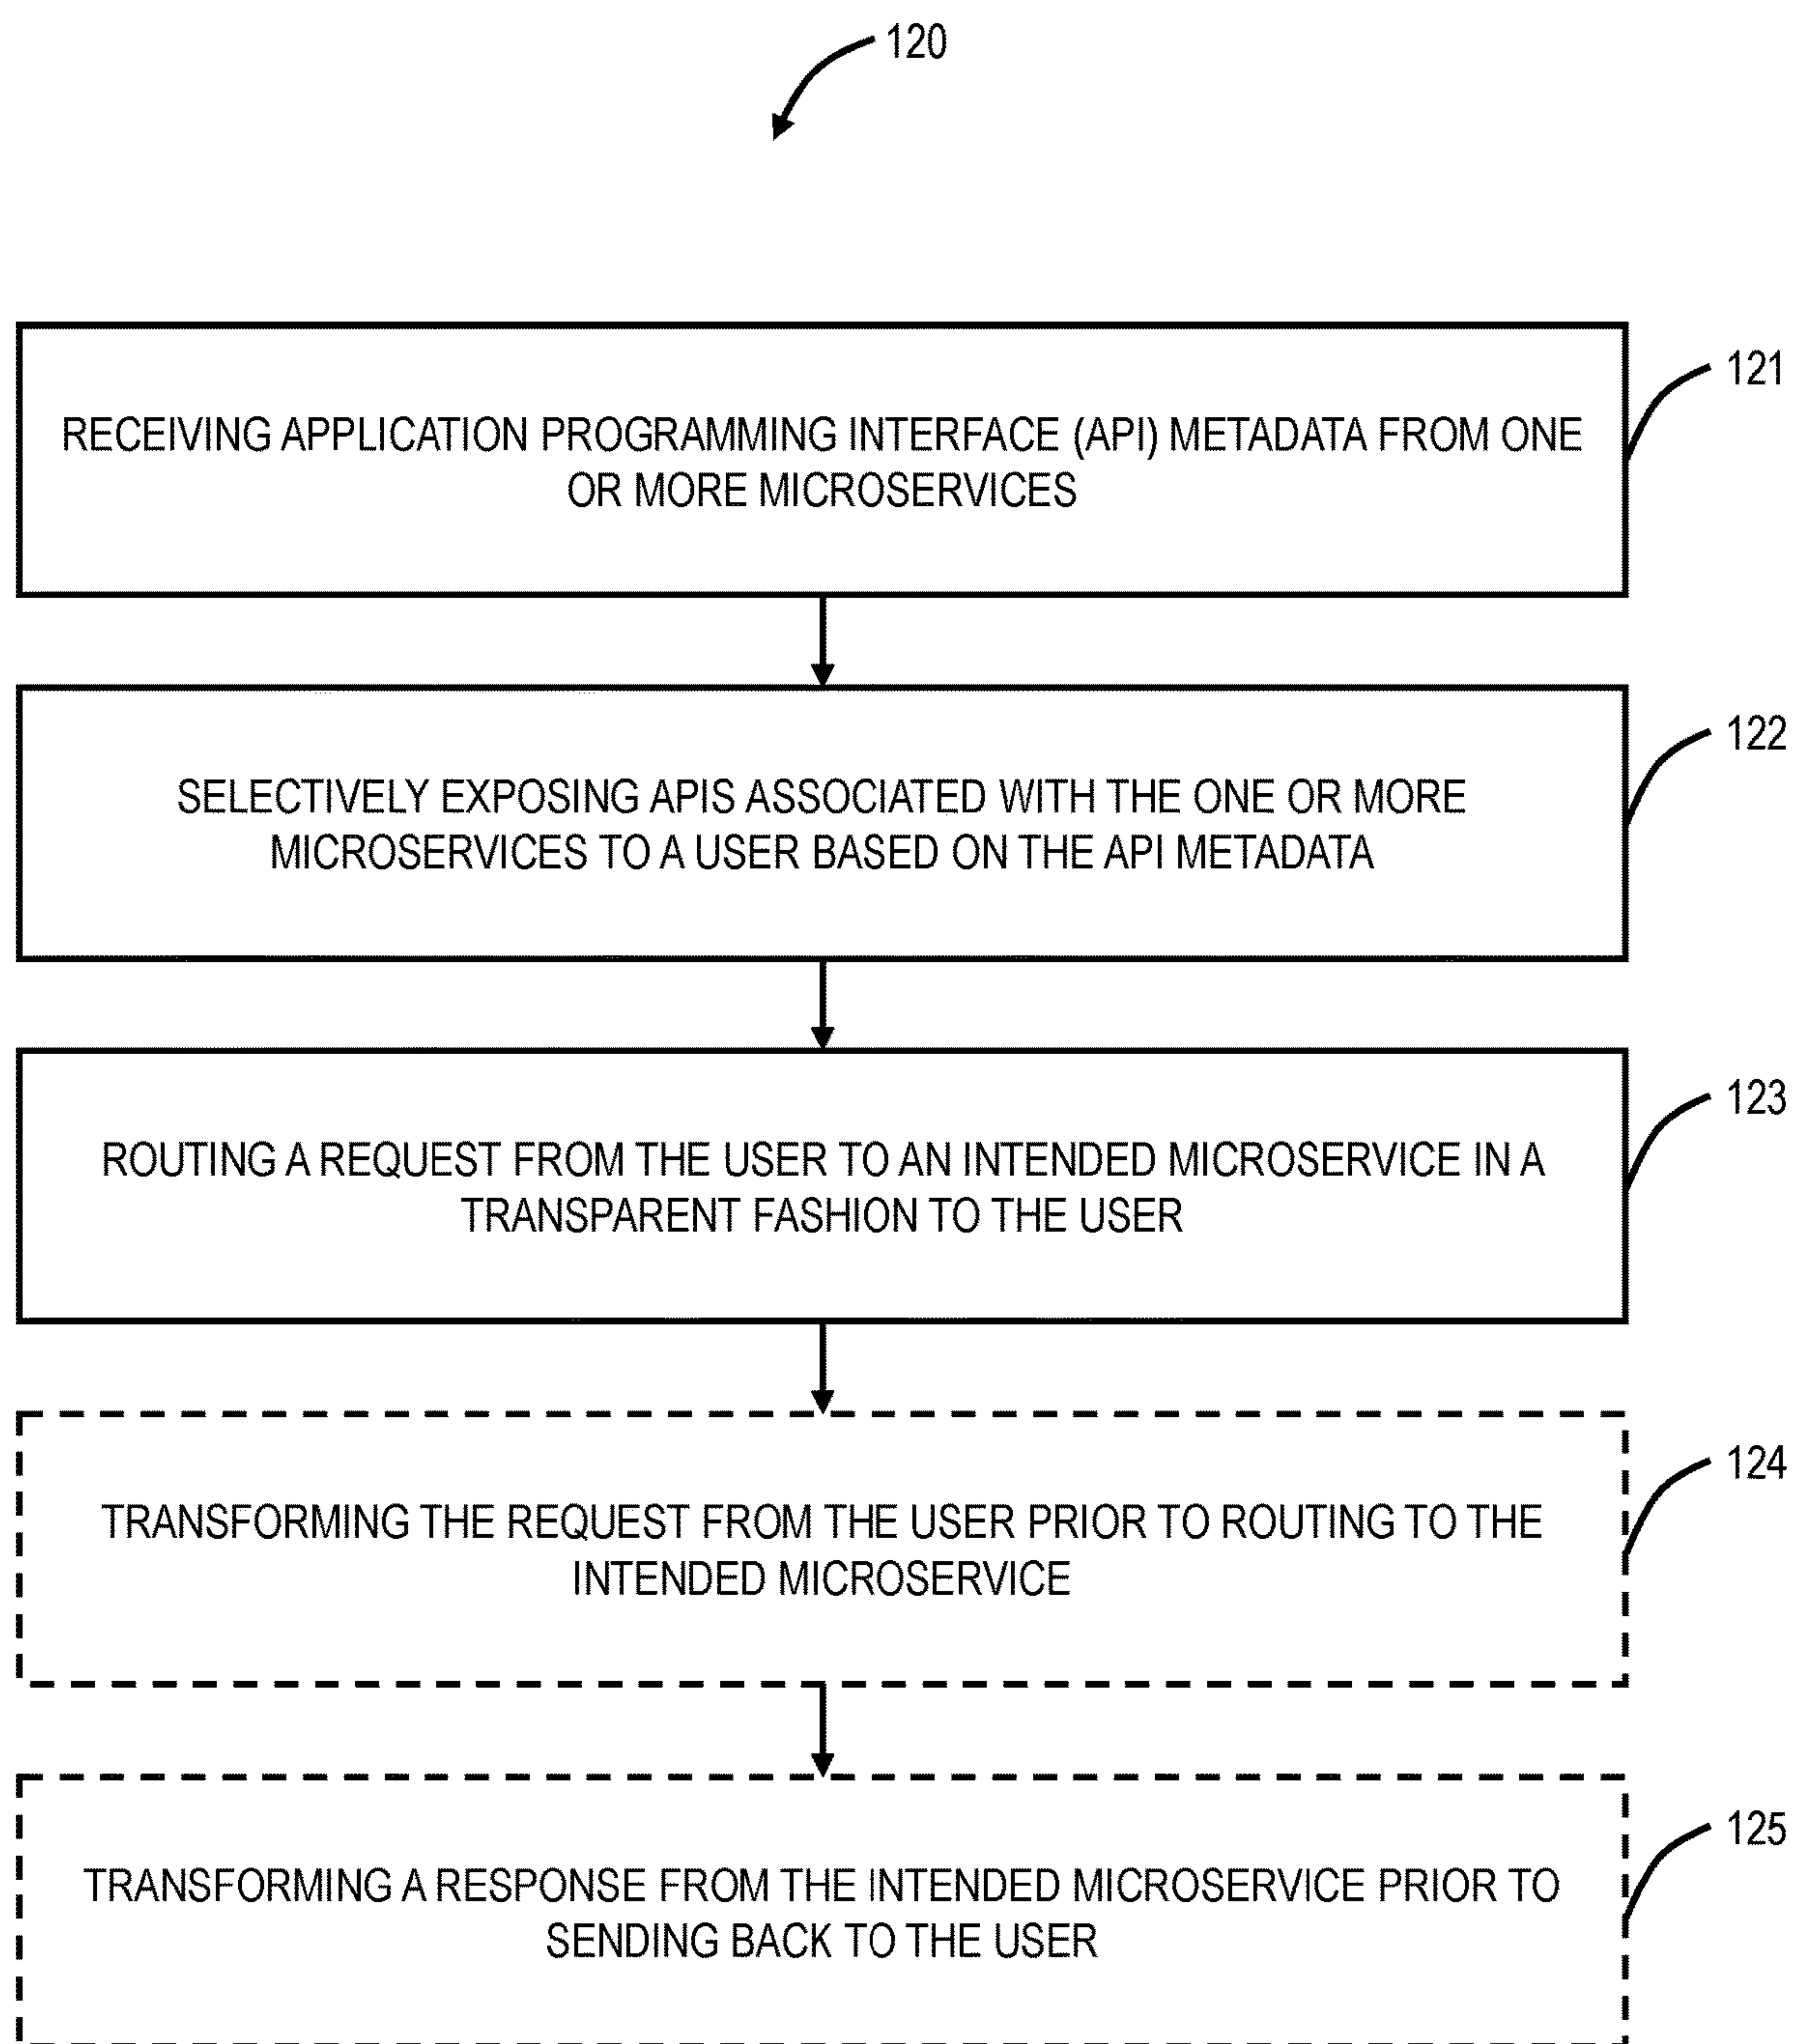 120
RECEIVING APPLICATION PROGRAMMING INTERFACE (API) METADATA FROM ONE
OR MORE MICROSERVICES
121
SELECTIVELY EXPOSING APIS ASSOCIATED WITH THE ONE OR MORE
MICROSERVICES TO A USER BASED ON THE API METADATA
122
ROUTING A REQUEST FROM THE USER TO AN INTENDED MICROSERVICE IN A
TRANSPARENT FASHION TO THE USER
123
TRANSFORMING THE REQUEST FROM THE USER PRIOR TO ROUTING TO THE
INTENDED MICROSERVICE
124
TRANSFORMING A RESPONSE FROM THE INTENDED MICROSERVICE PRIOR TO
SENDING BACK TO THE USER
125